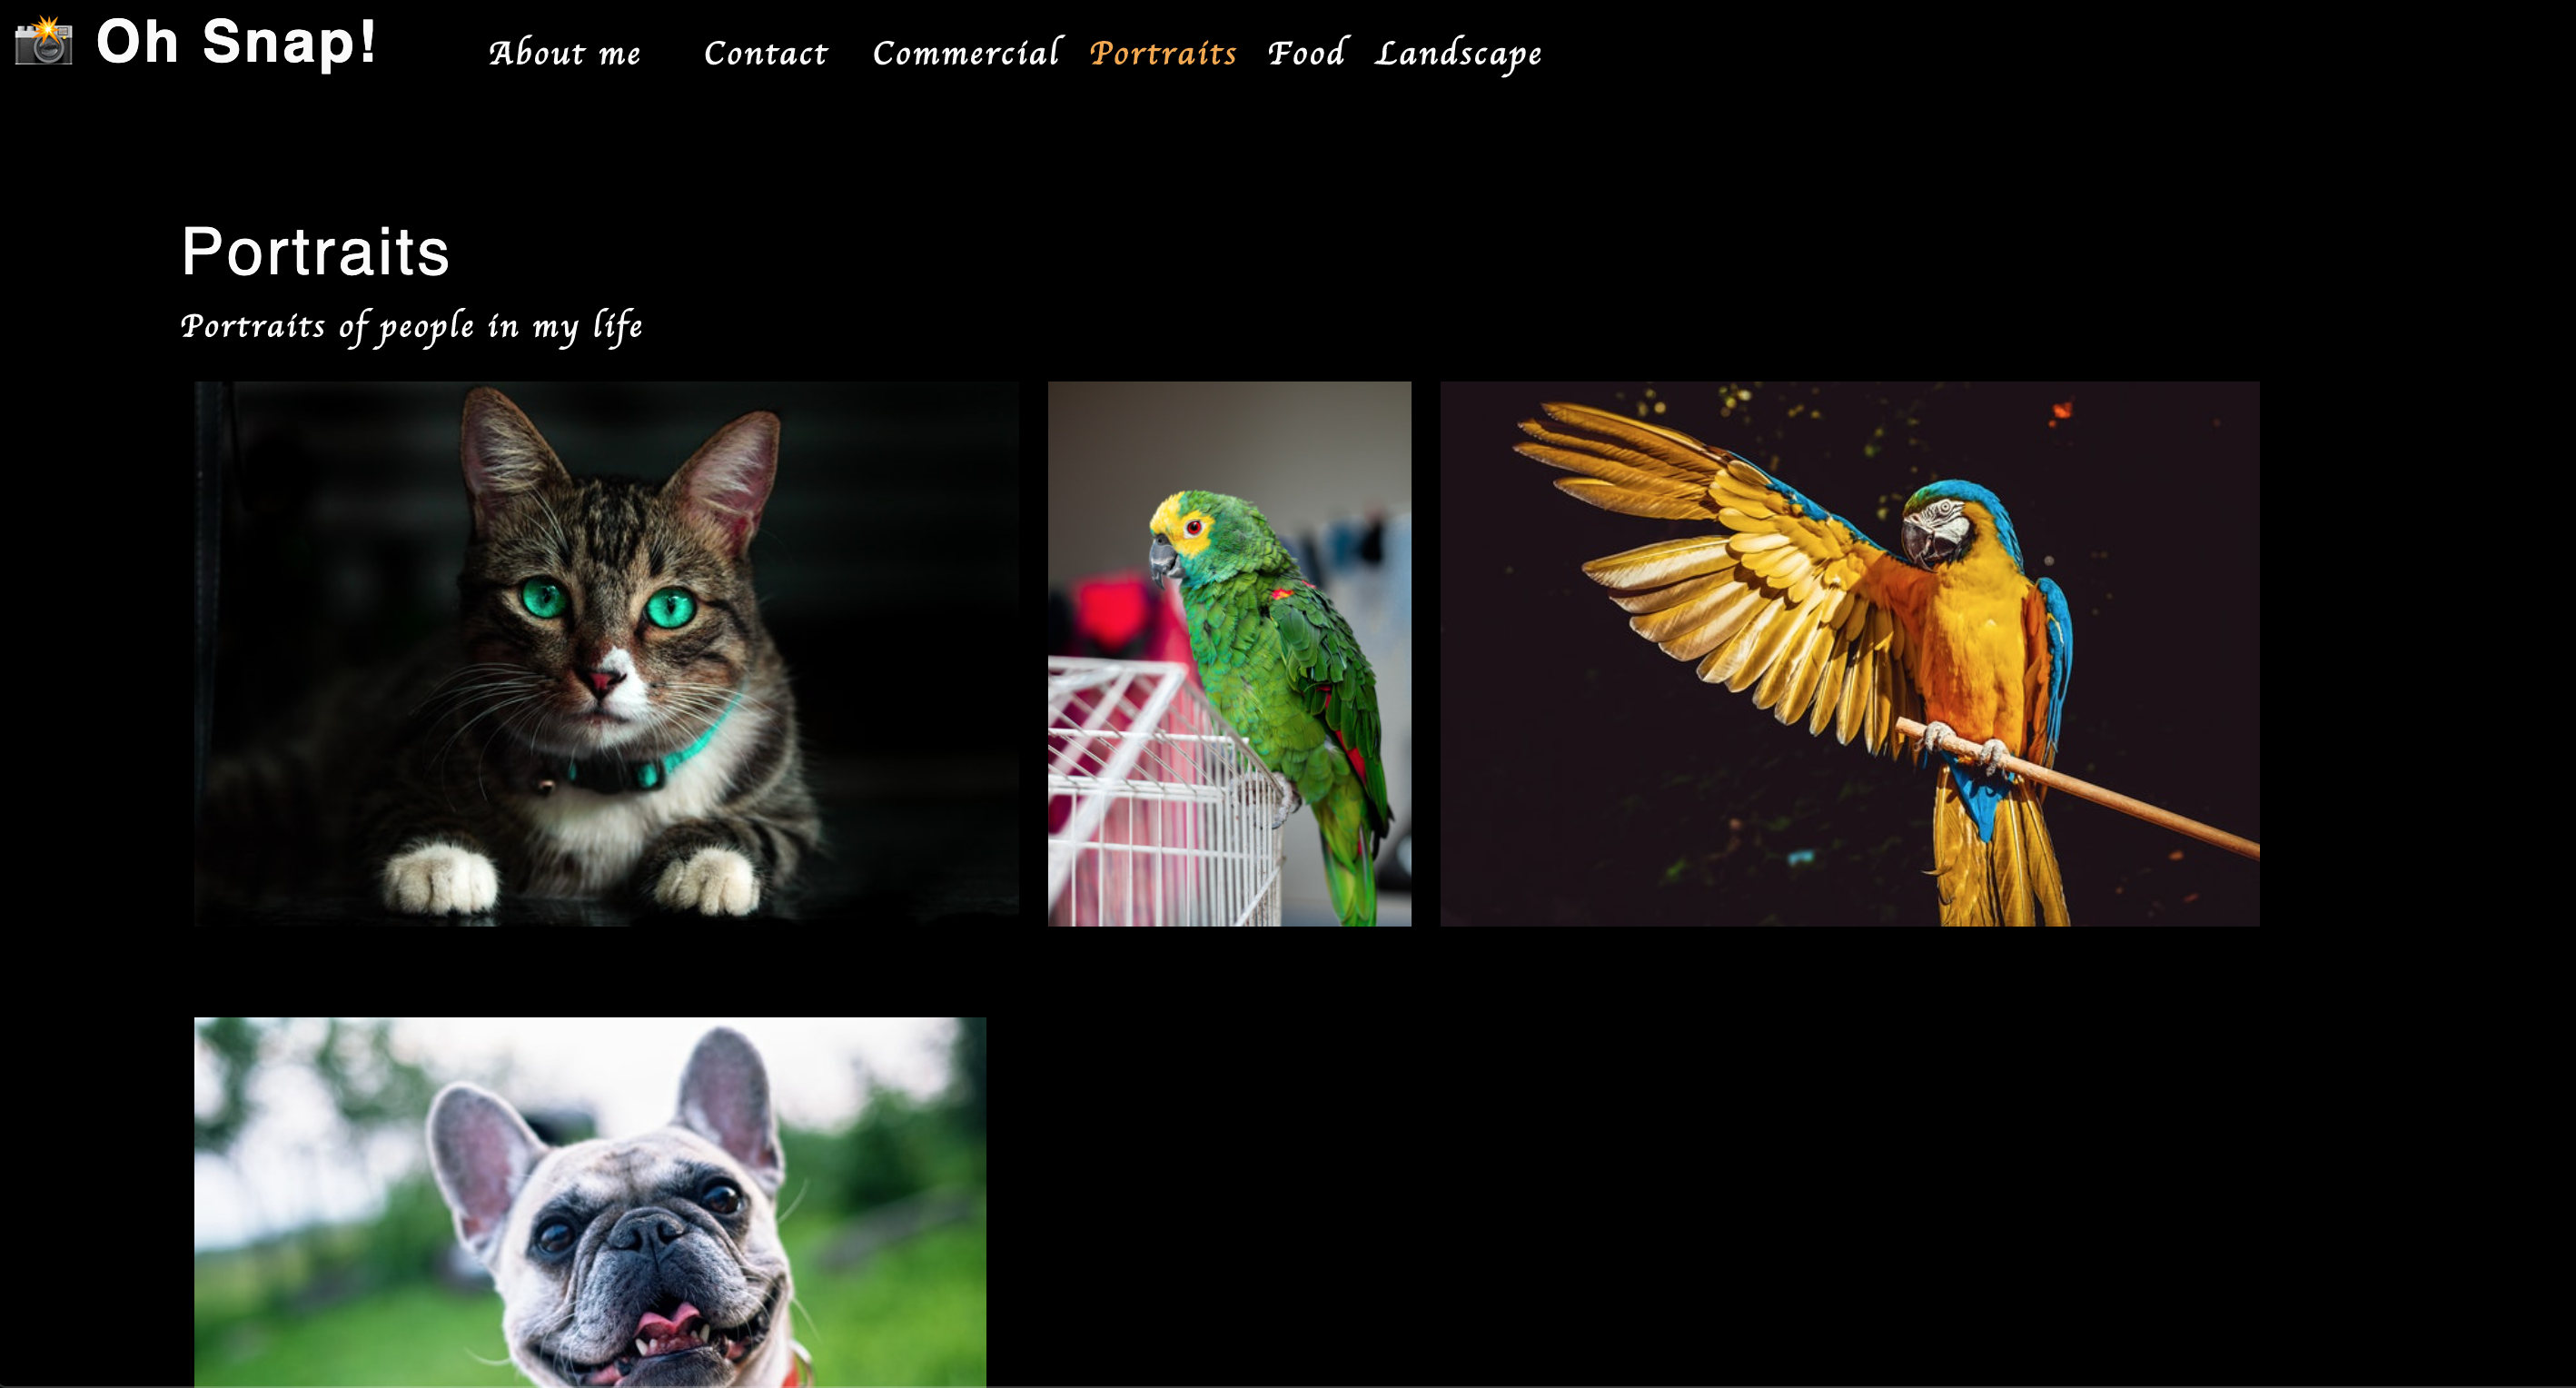 📸 Oh Snap!
About me Contact Commercial Portraits Food Landscape
Portraits
Portraits of people in my life